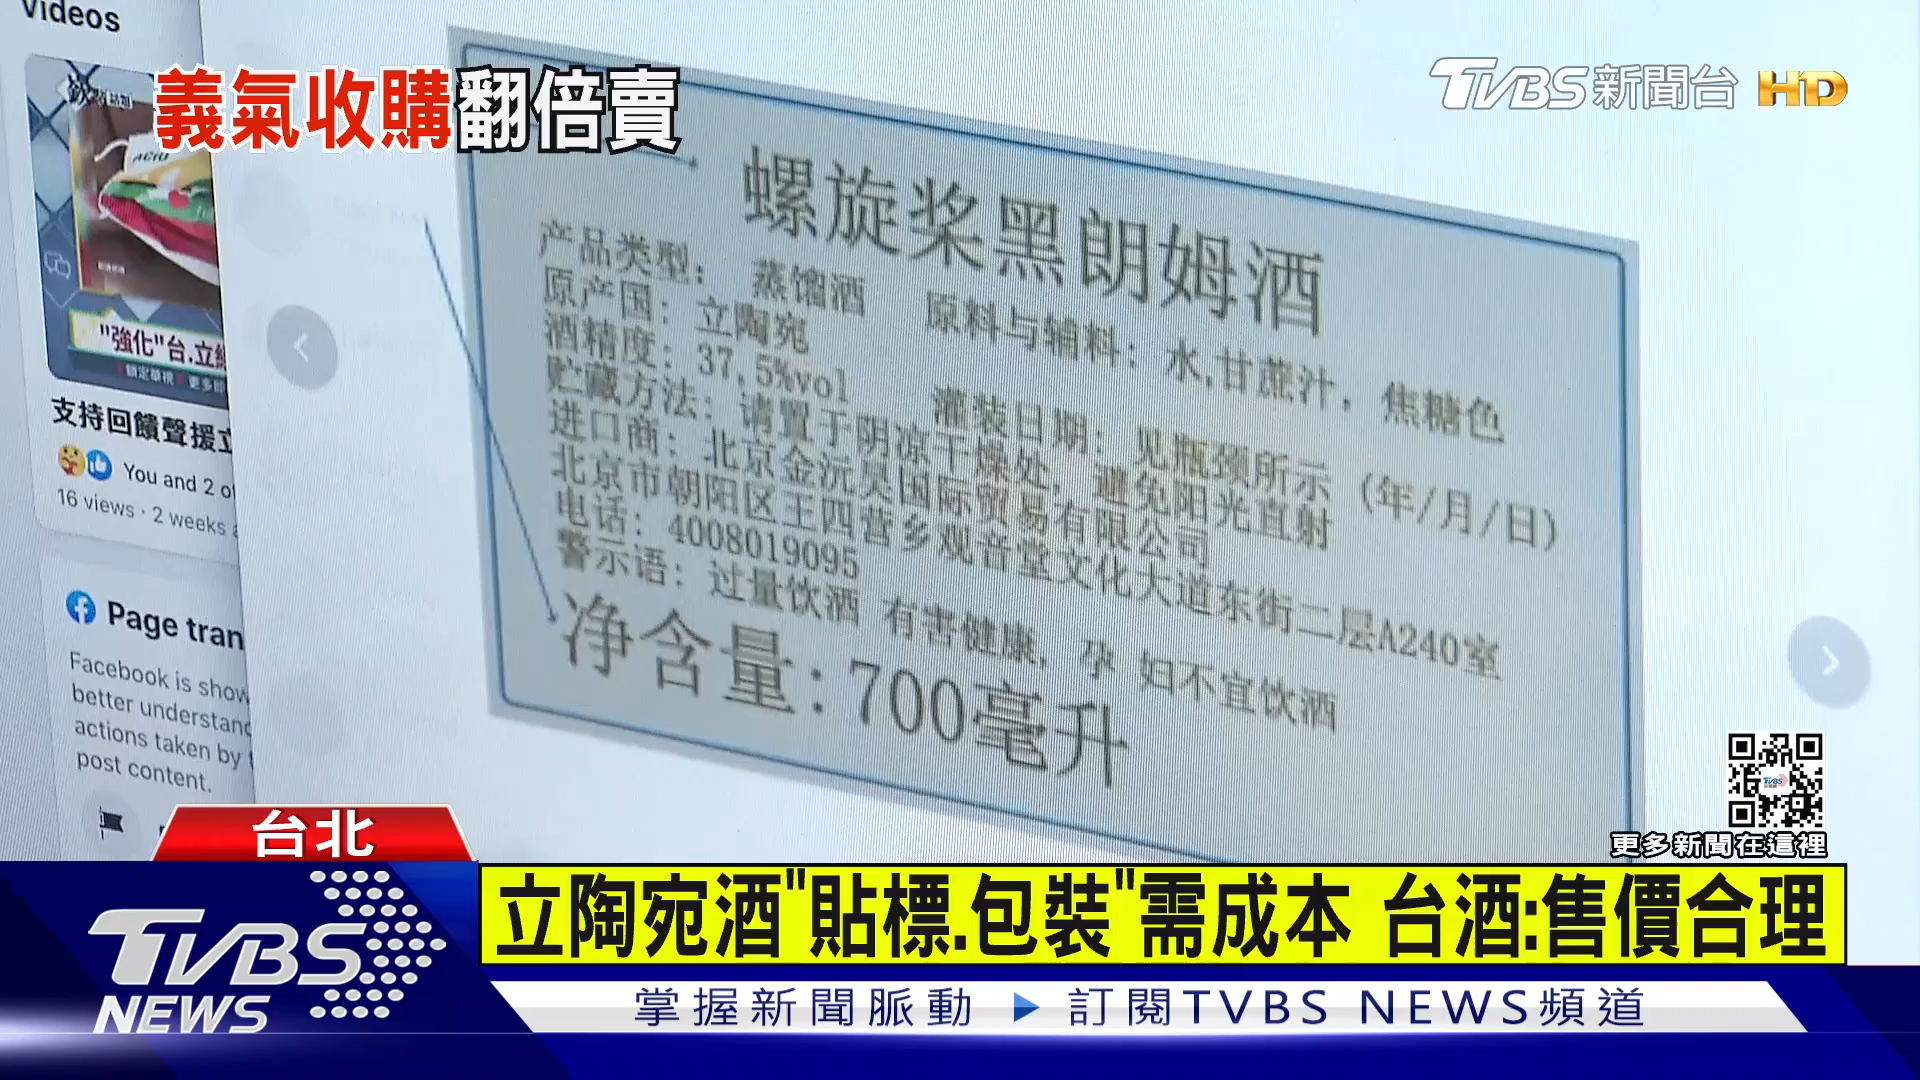 Videos
義氣收購翻倍賣
TVBS新聞台 HD
ACIU
"強化"台.立
支持回饋聲援立
You and 2 of
16 views · 2 weeks a
Page tran
Facebook is show
better understand
actions taken by t
post content.
螺旋桨黑朗姆酒
产品类型： 蒸馏酒 原料与辅料：水,甘蔗汁，焦糖色
原产国：立陶宛
酒精度：37,5%vol 灌装日期：见瓶颈所示（年/月/日）
贮藏方法：请置于阴凉干燥处，避免阳光直射
进口商：北京金沅昊国际贸易有限公司
北京市朝阳区王四营乡观音堂文化大道东街二层A240室
电话：4008019095
警示语：过量饮酒 有害健康，孕 妇不宜饮酒
净含量：700毫升
TVBS
更多新聞在這裡
台北
立陶宛酒"貼標.包裝"需成本 台酒:售價合理
TVBS NEWS
掌握新聞脈動 ▶ 訂閱TVBS NEWS頻道